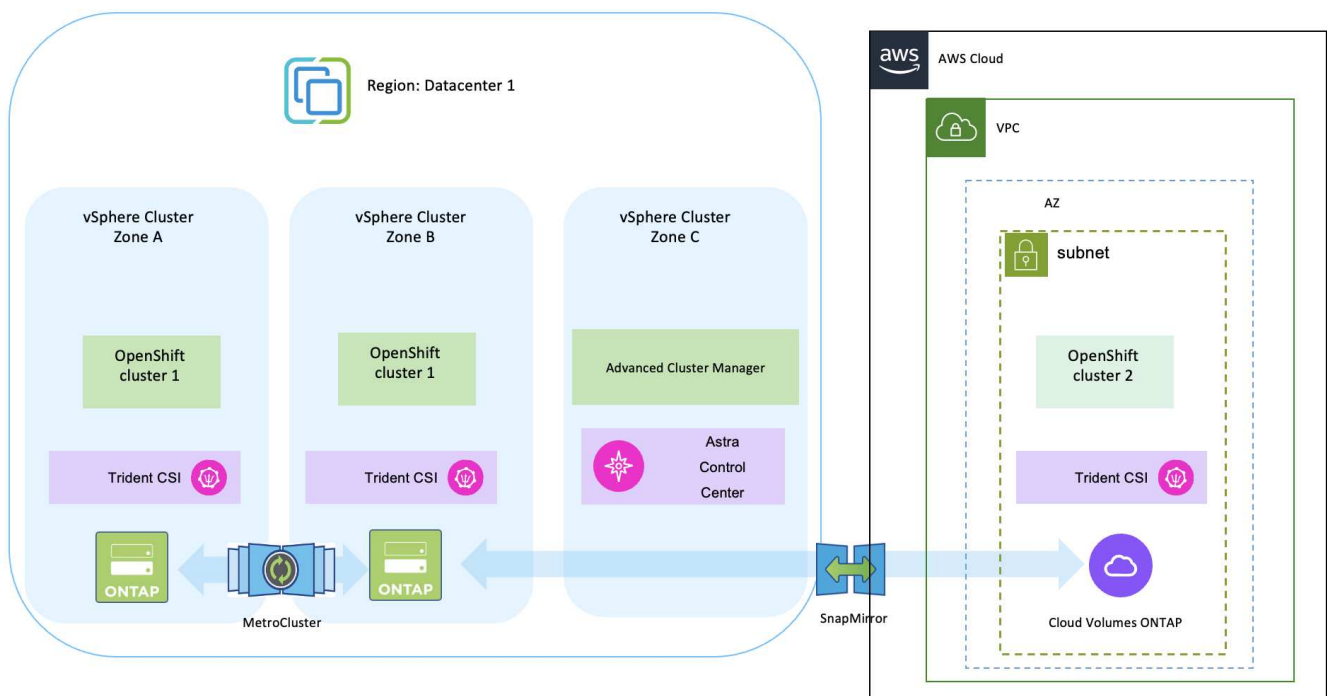 Region: Datacenter 1
vSphere Cluster
Zone A
vSphere Cluster
Zone B
vSphere Cluster
Zone C
OpenShift
cluster 1
OpenShift
cluster 1
Advanced Cluster Manager
Trident CSI
Trident CSI
Astra
Control
Center
ONTAP
ONTAP
MetroCluster
SnapMirror
aws
AWS Cloud
VPC
AZ
subnet
OpenShift
cluster 2
Trident CSI
Cloud Volumes ONTAP